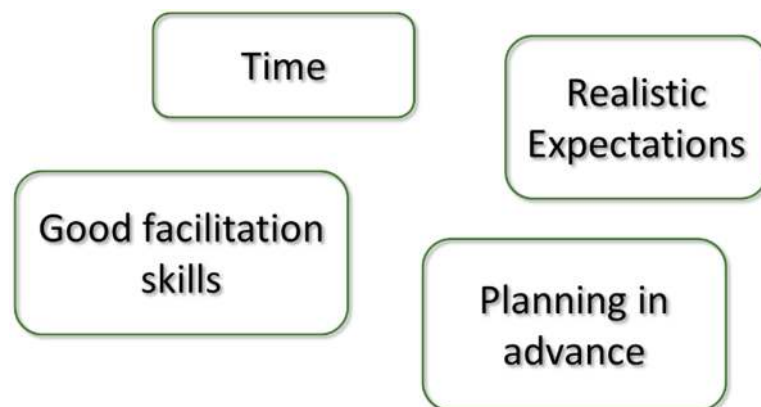 Time
Realistic
Expectations
Good facilitation
skills
Planning in
advance